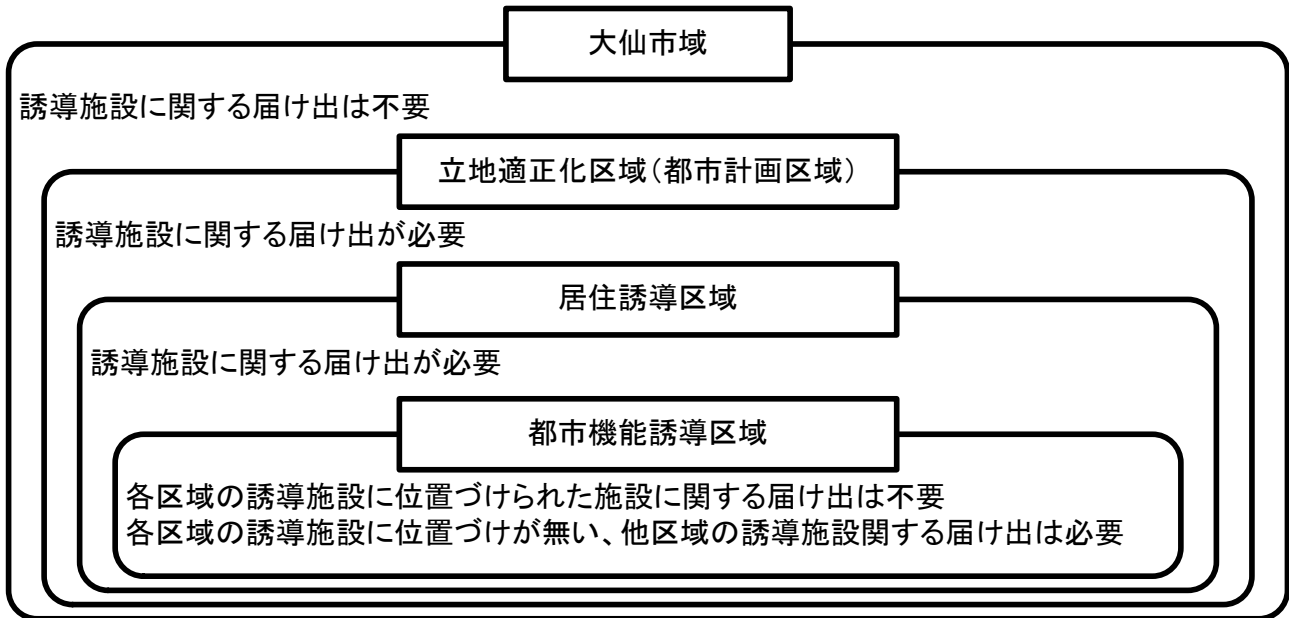 大仙市域
誘導施設に関する届け出は不要
立地適正化区域（都市計画区域）
誘導施設に関する届け出が必要
居住誘導区域
誘導施設に関する届け出が必要
都市機能誘導区域
各区域の誘導施設に位置づけられた施設に関する届け出は不要
各区域の誘導施設に位置づけが無い、他区域の誘導施設関する届け出は必要